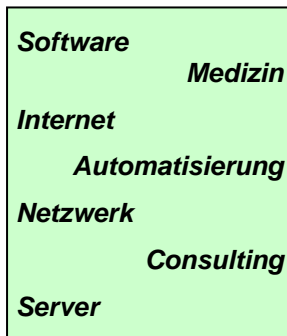 Software
Medizin
Internet
Automatisierung
Netzwerk
Consulting
Server